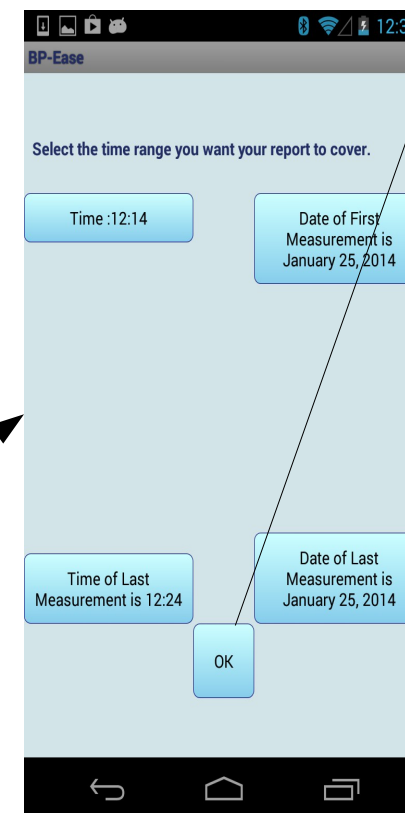 12:3
BP-Ease
Select the time range you want your report to cover.
Time :12:14
Date of First
Measurement is
January 25, 2014
Time of Last
Measurement is 12:24
Date of Last
Measurement is
January 25, 2014
OK